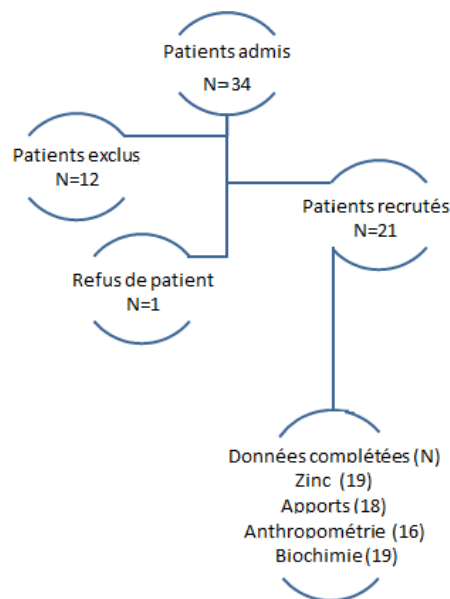 Patients admis
N=34
Patients exclus
N=12
Patients recrutés
N=21
Refus de patient
N=1
Données complétées (N)
Zinc (19)
Apports (18)
Anthropométrie (16)
Biochimie (19)